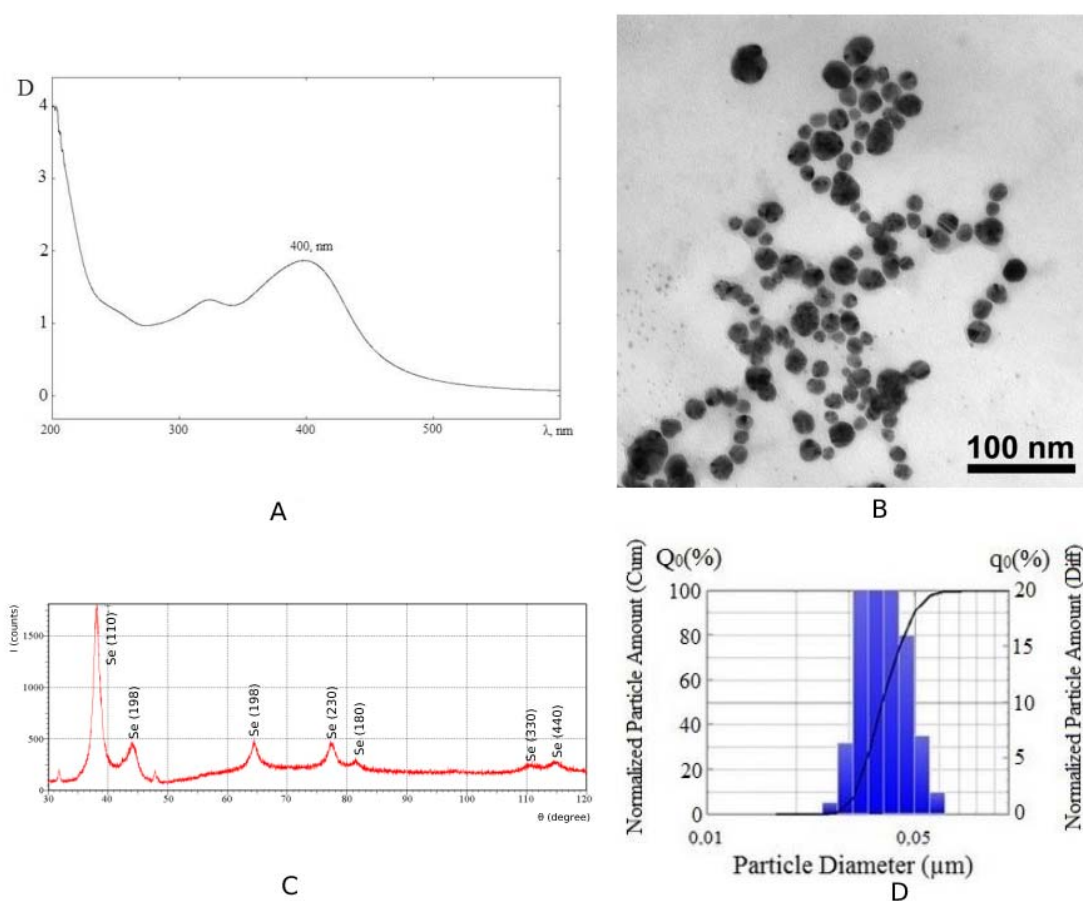 D
4
3
2
1
0
400, nm
200
300
400
500
λ, nm
A
100 nm
B
I (counts)
1500
1000
500
0
Se (110)
Se (198)
Se (198)
Se (230)
Se (180)
Se (330)
Se (440)
30
40
50
60
70
80
90
100
110
120
θ (degree)
C
Q₀(%)
q₀(%)
Normalized Particle Amount (Cum)
100
80
60
40
20
0
20
15
10
5
0
Normalized Particle Amount (Diff)
0,01
0,05
Particle Diameter (µm)
D